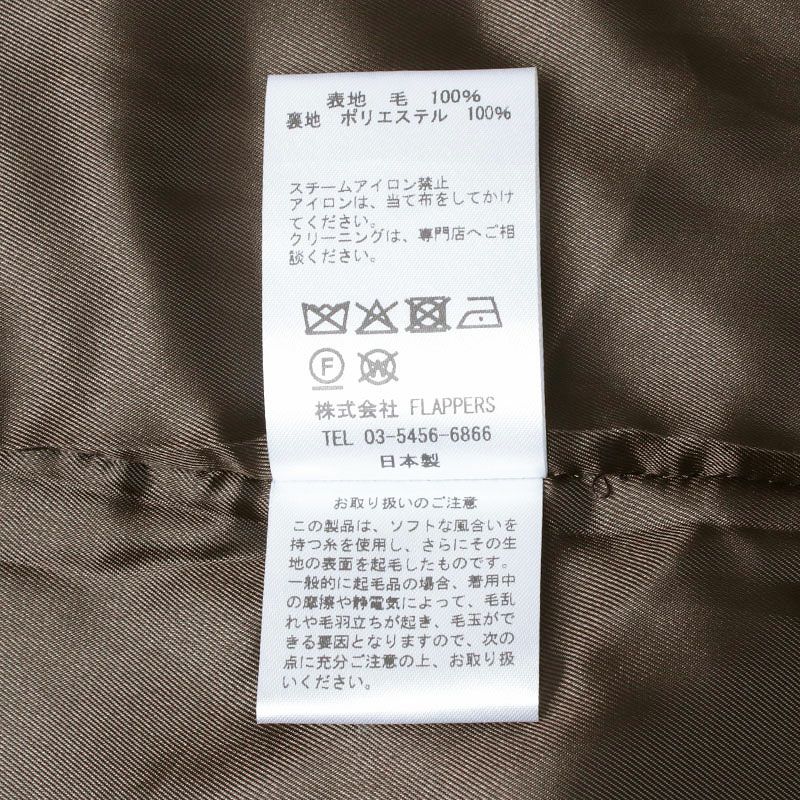 表地 毛 100%
裏地 ポリエステル 100%
スチームアイロン禁止
アイロンは、当て布をしてかけ
てください。
クリーニングは、専門店へご相
談ください。
F
W
株式会社 FLAPPERS
TEL 03-5456-6866
日本製
お取り扱いのご注意
この製品は、ソフトな風合いを
持つ糸を使用し、さらにその生
地の表面を起毛したものです。
一般的に起毛品の場合、着用中
の摩擦や静電気によって、毛乱
れや毛羽立ちが起き、毛玉がで
きる要因となりますので、次の
点に充分ご注意の上、お取り扱
いください。